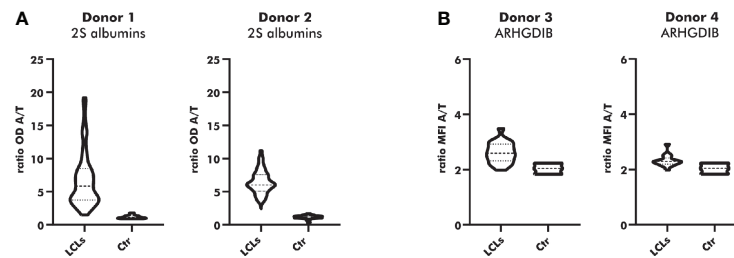 A
Donor 1
2S albumins
ratio OD A/T
25
20
15
10
5
0
LCLs
Ctr
Donor 2
2S albumins
ratio OD A/T
25
20
15
10
5
0
LCLs
Ctr
B
Donor 3
ARHGDIB
ratio MFI A/T
6
4
2
0
LCLs
Ctr
Donor 4
ARHGDIB
ratio MFI A/T
6
4
2
0
LCLs
Ctr